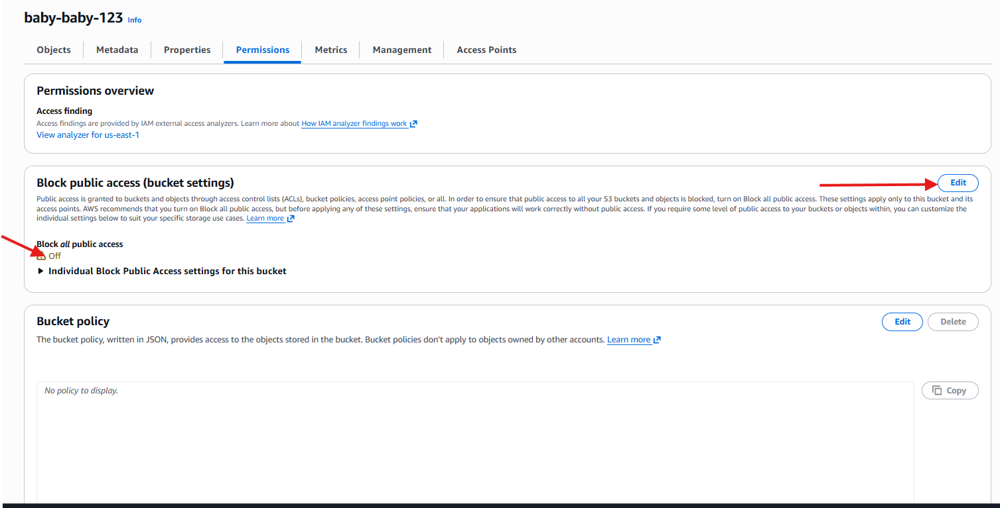 baby-baby-123 Info
Objects Metadata Properties Permissions Metrics Management Access Points
Permissions overview
Access finding
Access findings are provided by IAM external access analyzers. Learn more about How IAM analyzer findings work
View analyzer for us-east-1
Block public access (bucket settings) Edit
Public access is granted to buckets and objects through access control lists (ACLs), bucket policies, access point policies, or all. In order to ensure that public access to all your S3 buckets and objects is blocked, turn on Block all public access. These settings apply only to this bucket and its
access points. AWS recommends that you turn on Block all public access, but before applying any of these settings, ensure that your applications will work correctly without public access. If you require some level of public access to your buckets or objects within, you can customize the
individual settings below to suit your specific storage use cases. Learn more
Block all public access
Off
Individual Block Public Access settings for this bucket
Bucket policy Edit Delete
The bucket policy, written in JSON, provides access to the objects stored in the bucket. Bucket policies don't apply to objects owned by other accounts. Learn more
No policy to display. Copy